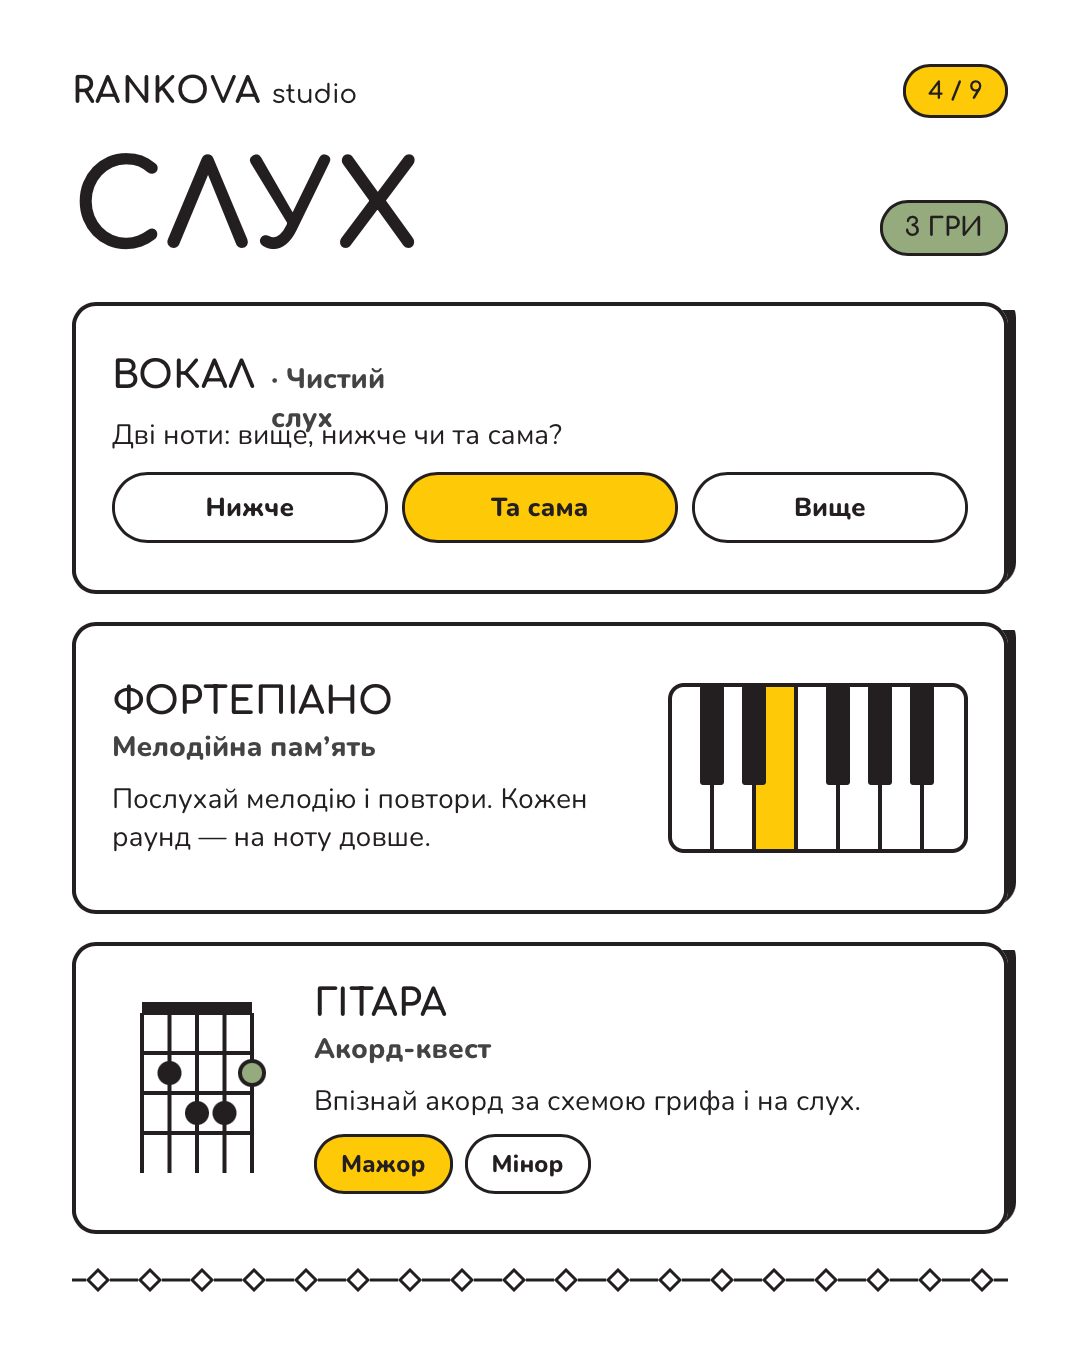 RANKOVA studio
4 / 9
СЛУХ
3 ГРИ
ВОКАЛ · Чистий
слух
Дві ноти: вище, нижче чи та сама?
Нижче
Та сама
Вище
ФОРТЕПІАНО
Мелодійна пам’ять
Послухай мелодію і повтори. Кожен
раунд — на ноту довше.
ГІТАРА
Акорд-квест
Впізнай акорд за схемою грифа і на слух.
Мажор
Мінор